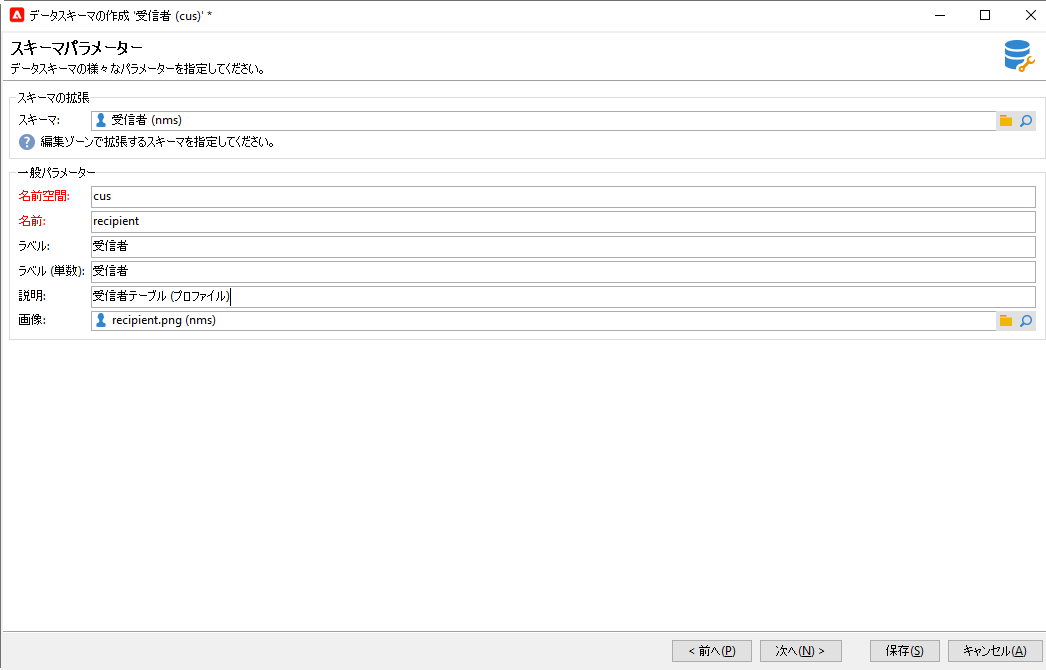 データスキーマの作成 '受信者 (cus)' *
スキーマパラメーター
データスキーマの様々なパラメーターを指定してください。
スキーマの拡張
スキーマ: 受信者 (nms)
編集ゾーンで拡張するスキーマを指定してください。
一般パラメーター
名前空間: cus
名前: recipient
ラベル: 受信者
ラベル (単数): 受信者
説明: 受信者テーブル (プロファイル)
画像: recipient.png (nms)
< 前へ(P) 次へ(N) > 保存(S) キャンセル(A)